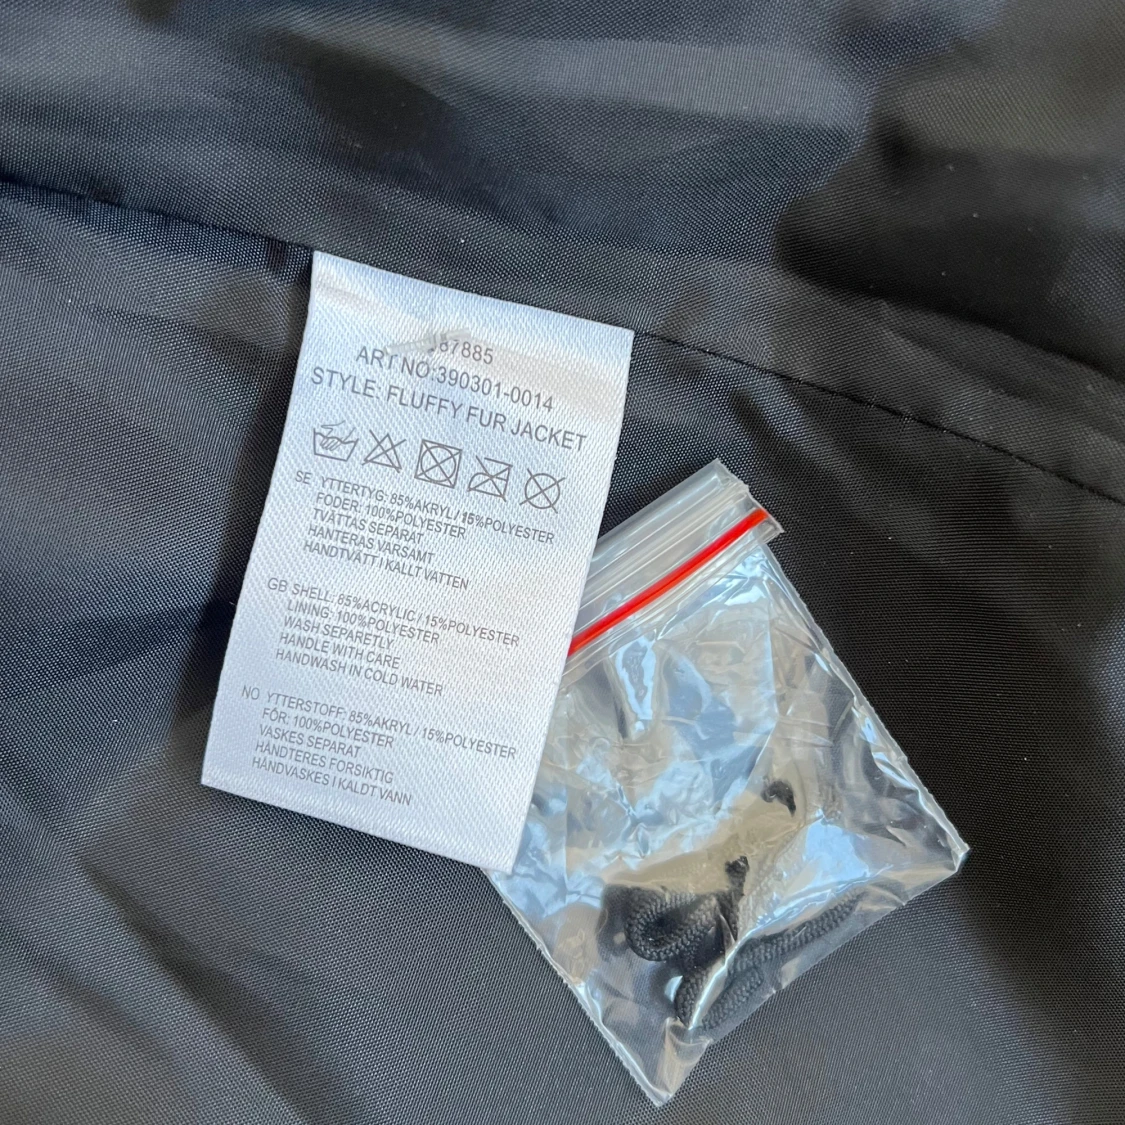 87885
ART NO:390301-0014
STYLE: FLUFFY FUR JACKET
SE YTTERTYG: 85%AKRYL / 15%POLYESTER
FODER: 100%POLYESTER
TVÄTTAS SEPARAT
HANTERAS VARSAMT
HANDTVÄTT I KALLT VATTEN
GB SHELL: 85%ACRYLIC / 15%POLYESTER
LINING: 100%POLYESTER
WASH SEPARETLY
HANDLE WITH CARE
HANDWASH IN COLD WATER
NO YTTERSTOFF: 85%AKRYL / 15%POLYESTER
FÔR: 100%POLYESTER
VASKES SEPARAT
HÅNDTERES FORSIKTIG
HÅNDVASKES I KALDT VANN